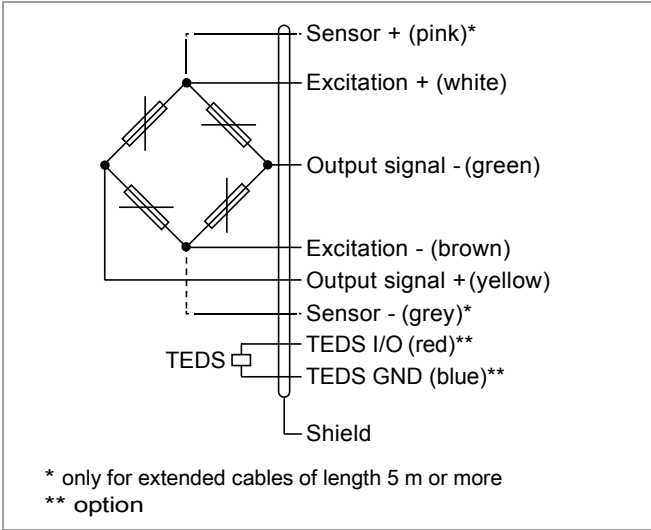 Sensor + (pink)*
Excitation + (white)
Output signal - (green)
Excitation - (brown)
Output signal + (yellow)
Sensor - (grey)*
TEDS I/O (red)**
TEDS
TEDS GND (blue)**
Shield
* only for extended cables of length 5 m or more
** option